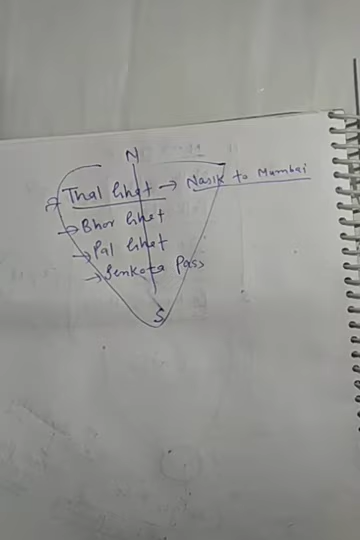 N
→ Thal Ghat → Nasik to Mumbai
→ Bhor Ghat
→ Pal Ghat
→ Senkota Pass
S